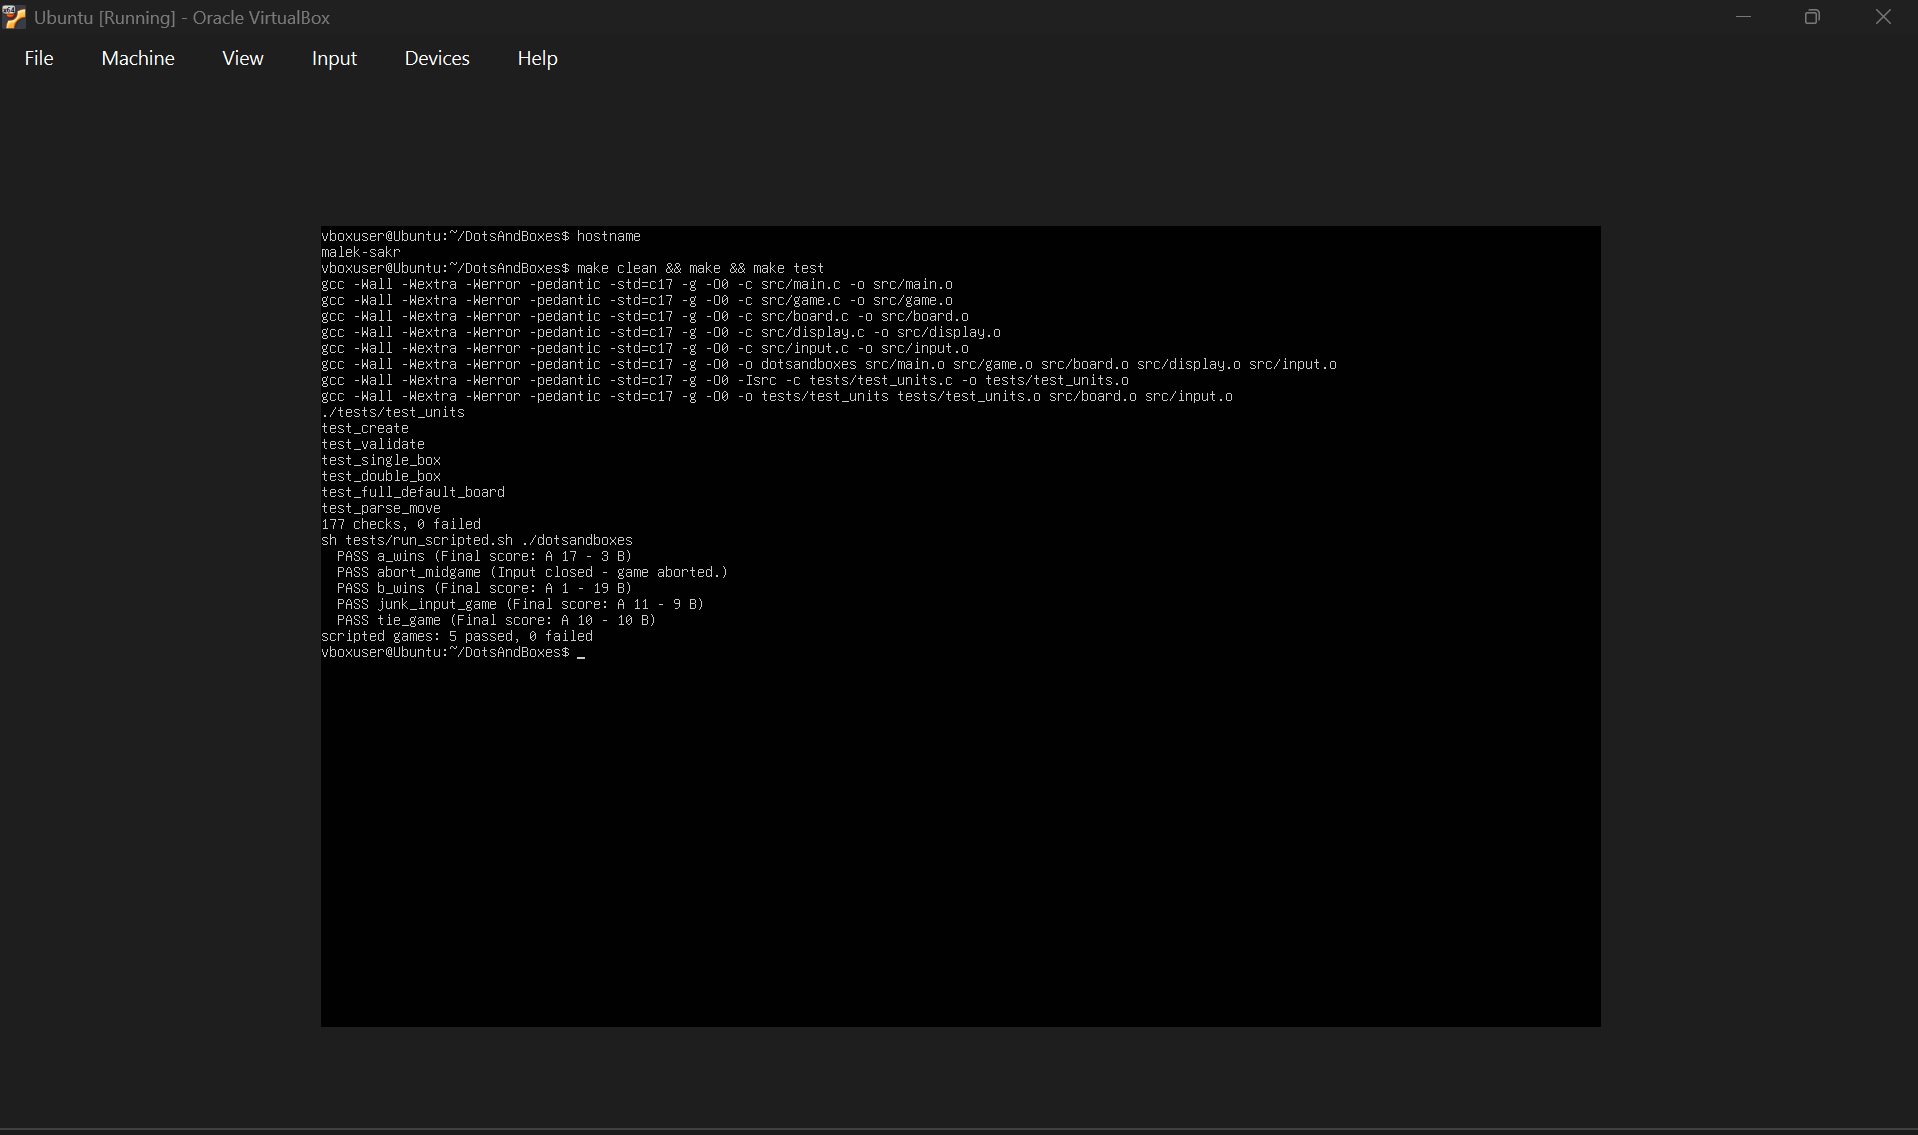 Ubuntu [Running] - Oracle VirtualBox
File Machine View Input Devices Help
vboxuser@Ubuntu:~/DotsAndBoxes$ hostname
malek-sakr
vboxuser@Ubuntu:~/DotsAndBoxes$ make clean && make && make test
gcc -Wall -Wextra -Werror -pedantic -std=c17 -g -O0 -c src/main.c -o src/main.o
gcc -Wall -Wextra -Werror -pedantic -std=c17 -g -O0 -c src/game.c -o src/game.o
gcc -Wall -Wextra -Werror -pedantic -std=c17 -g -O0 -c src/board.c -o src/board.o
gcc -Wall -Wextra -Werror -pedantic -std=c17 -g -O0 -c src/display.c -o src/display.o
gcc -Wall -Wextra -Werror -pedantic -std=c17 -g -O0 -c src/input.c -o src/input.o
gcc -Wall -Wextra -Werror -pedantic -std=c17 -g -O0 -o dotsandboxes src/main.o src/game.o src/board.o src/display.o src/input.o
gcc -Wall -Wextra -Werror -pedantic -std=c17 -g -O0 -Isrc -c tests/test_units.c -o tests/test_units.o
gcc -Wall -Wextra -Werror -pedantic -std=c17 -g -O0 -o tests/test_units tests/test_units.o src/board.o src/input.o
./tests/test_units
test_create
test_validate
test_single_box
test_double_box
test_full_default_board
test_parse_move
177 checks, 0 failed
sh tests/run_scripted.sh ./dotsandboxes
  PASS a_wins (Final score: A 17 - 3 B)
  PASS abort_midgame (Input closed - game aborted.)
  PASS b_wins (Final score: A 1 - 19 B)
  PASS junk_input_game (Final score: A 11 - 9 B)
  PASS tie_game (Final score: A 10 - 10 B)
scripted games: 5 passed, 0 failed
vboxuser@Ubuntu:~/DotsAndBoxes$ _